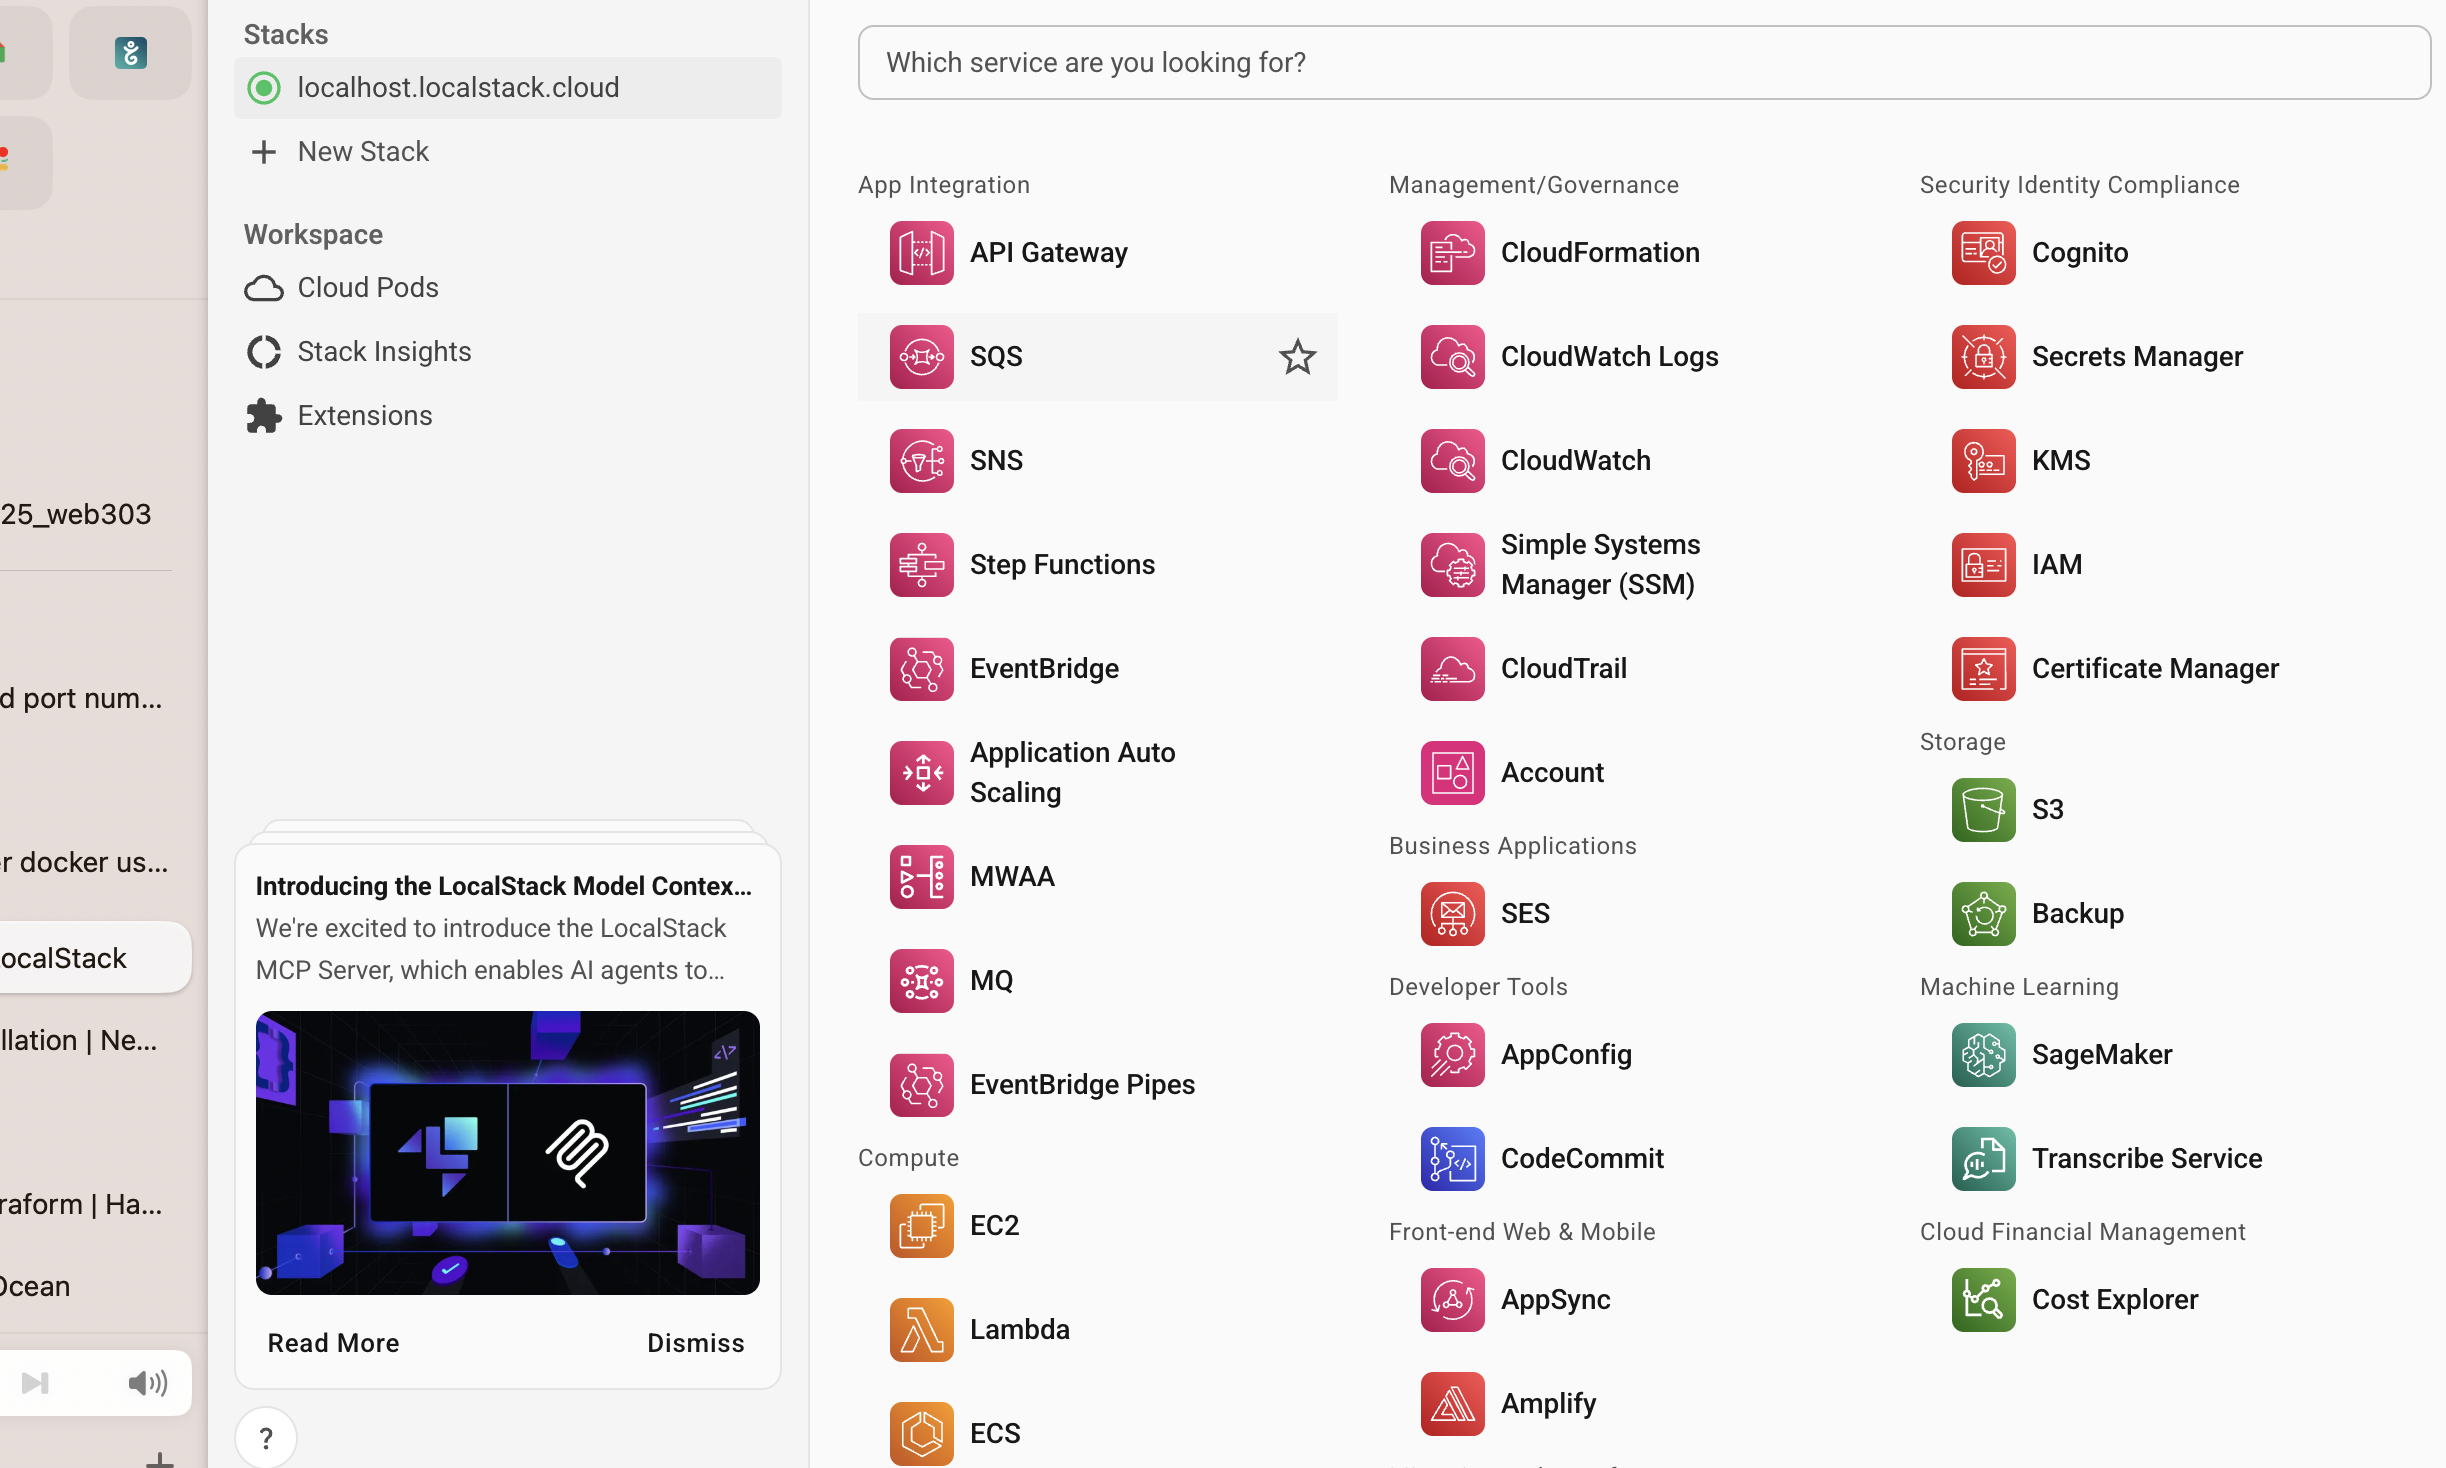 25_web303
d port num...
r docker us...
ocalStack
llation | Ne...
raform | Ha...
Ocean
Stacks
localhost.localstack.cloud
New Stack
Workspace
Cloud Pods
Stack Insights
Extensions
Introducing the LocalStack Model Contex...
We're excited to introduce the LocalStack
MCP Server, which enables AI agents to...
Read More
Dismiss
?
Which service are you looking for?
App Integration
API Gateway
SQS
SNS
Step Functions
EventBridge
Application Auto
Scaling
MWAA
MQ
EventBridge Pipes
Compute
EC2
Lambda
ECS
Management/Governance
CloudFormation
CloudWatch Logs
CloudWatch
Simple Systems
Manager (SSM)
CloudTrail
Account
Business Applications
SES
Developer Tools
AppConfig
CodeCommit
Front-end Web & Mobile
AppSync
Amplify
Security Identity Compliance
Cognito
Secrets Manager
KMS
IAM
Certificate Manager
Storage
S3
Backup
Machine Learning
SageMaker
Transcribe Service
Cloud Financial Management
Cost Explorer